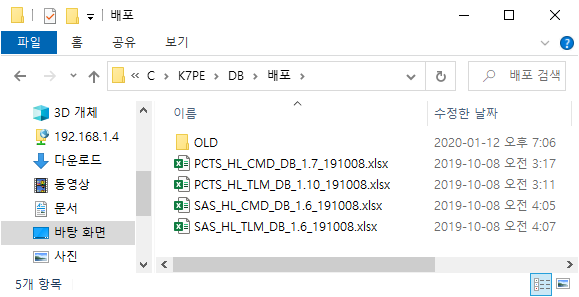 배포
파일 홈 공유 보기
« C > K7PE > DB > 배포 > 배포 검색
이름 수정한 날짜
3D 개체
192.168.1.4
다운로드
동영상
문서
바탕 화면
사진
OLD 2020-01-12 오후 7:06
PCTS_HL_CMD_DB_1.7_191008.xlsx 2019-10-08 오전 3:17
PCTS_HL_TLM_DB_1.10_191008.xlsx 2019-10-08 오전 3:11
SAS_HL_CMD_DB_1.6_191008.xlsx 2019-10-08 오전 4:05
SAS_HL_TLM_DB_1.6_191008.xlsx 2019-10-08 오전 4:07
5개 항목